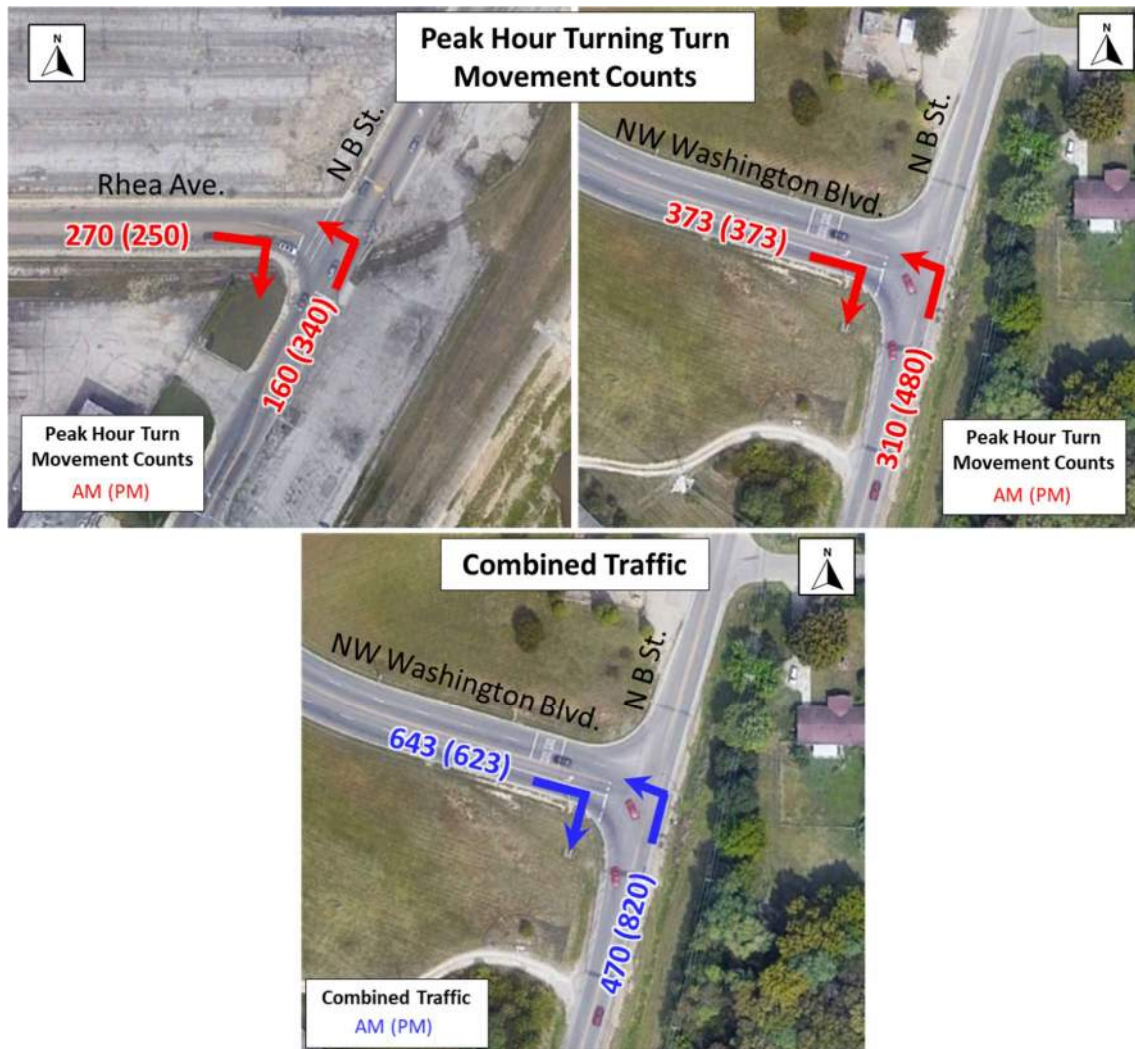 Peak Hour Turning Turn
Movement Counts
N
Rhea Ave.
N B St.
270 (250)
160 (340)
Peak Hour Turn
Movement Counts
AM (PM)
N
NW Washington Blvd.
N B St.
373 (373)
310 (480)
Peak Hour Turn
Movement Counts
AM (PM)
Combined Traffic
N
NW Washington Blvd.
N B St.
643 (623)
470 (820)
Combined Traffic
AM (PM)